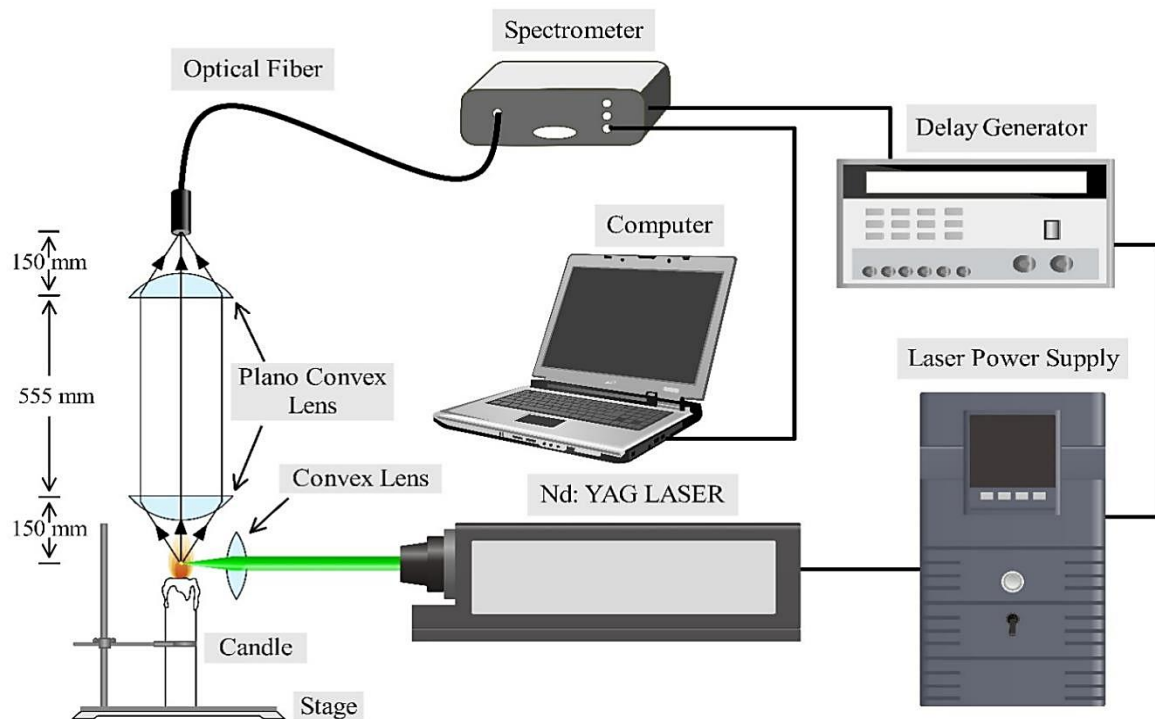 Spectrometer
Optical Fiber
Delay Generator
Computer
150 mm
Laser Power Supply
555 mm
Plano Convex
Lens
Convex Lens
Nd: YAG LASER
150 mm
Candle
Stage